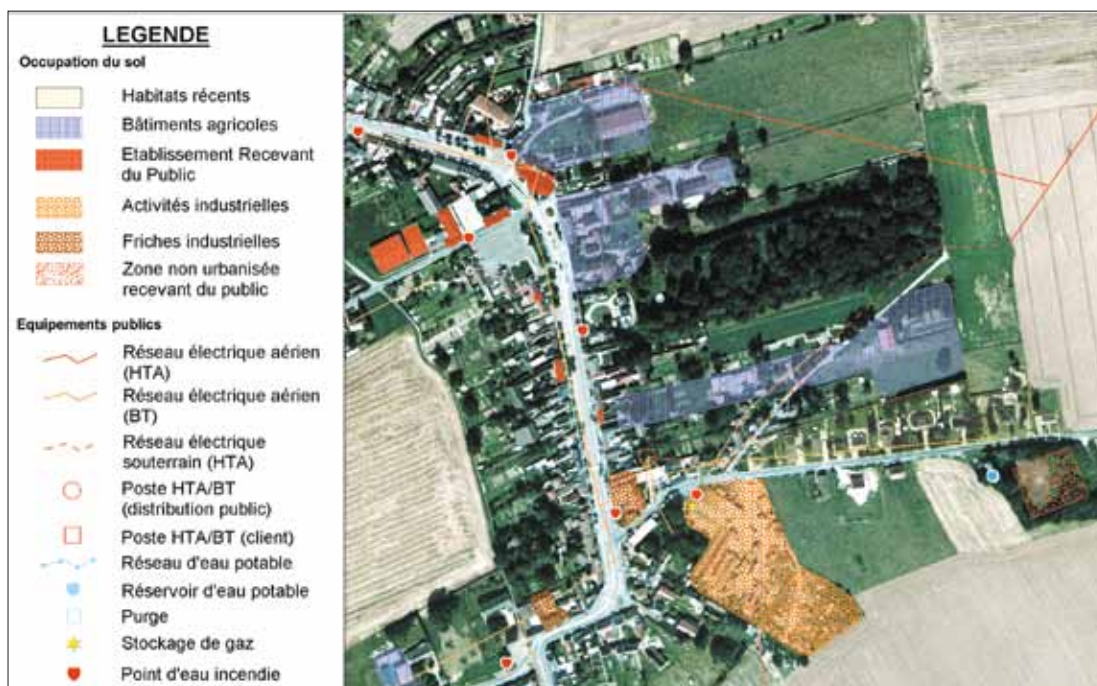 LEGENDE
Occupation du sol
Habitats récents
Bâtiments agricoles
Etablissement Recevant
du Public
Activités industrielles
Friches industrielles
Zone non urbanisée
recevant du public
Equipements publics
Réseau électrique aérien
(HTA)
Réseau électrique aérien
(BT)
Réseau électrique
souterrain (HTA)
Poste HTA/BT
(distribution public)
Poste HTA/BT (client)
Réseau d'eau potable
Réservoir d'eau potable
Purge
Stockage de gaz
Point d'eau incendie